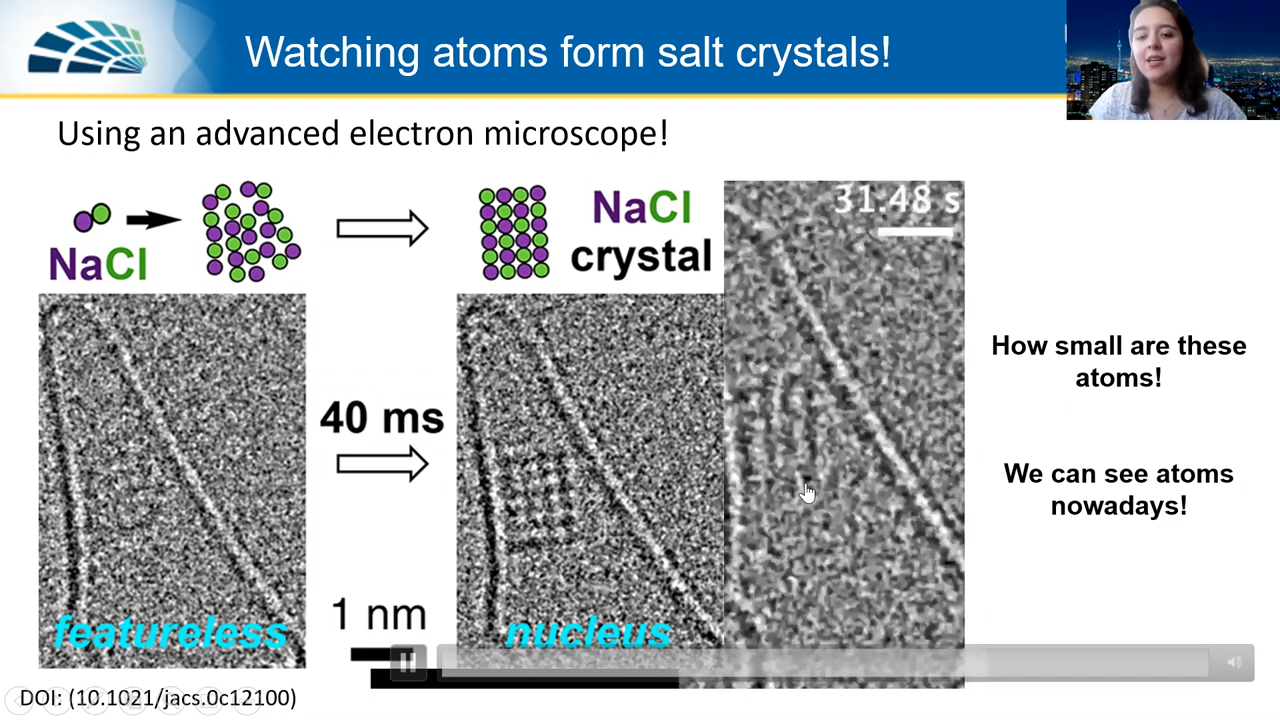 Watching atoms form salt crystals!
Using an advanced electron microscope!
NaCl
NaCl
crystal
31.48 s
40 ms
How small are these
atoms!
We can see atoms
nowadays!
featureless
1 nm
nucleus
DOI: (10.1021/jacs.0c12100)